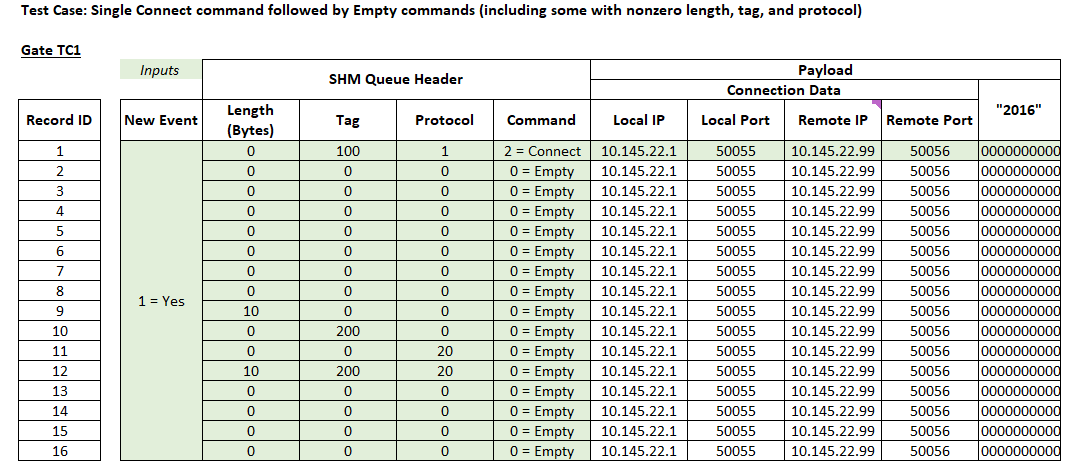 Test Case: Single Connect command followed by Empty commands (including some with nonzero length, tag, and protocol)
Gate TC1
Inputs
SHM Queue Header
Payload
Connection Data
Record ID New Event Length (Bytes) Tag Protocol Command Local IP Local Port Remote IP Remote Port "2016"
1 0 100 1 2 = Connect 10.145.22.1 50055 10.145.22.99 50056 0000000000
2 0 0 0 0 = Empty 10.145.22.1 50055 10.145.22.99 50056 0000000000
3 0 0 0 0 = Empty 10.145.22.1 50055 10.145.22.99 50056 0000000000
4 0 0 0 0 = Empty 10.145.22.1 50055 10.145.22.99 50056 0000000000
5 0 0 0 0 = Empty 10.145.22.1 50055 10.145.22.99 50056 0000000000
6 0 0 0 0 = Empty 10.145.22.1 50055 10.145.22.99 50056 0000000000
7 0 0 0 0 = Empty 10.145.22.1 50055 10.145.22.99 50056 0000000000
8 0 0 0 0 = Empty 10.145.22.1 50055 10.145.22.99 50056 0000000000
1 = Yes
9 10 0 0 0 = Empty 10.145.22.1 50055 10.145.22.99 50056 0000000000
10 0 200 0 0 = Empty 10.145.22.1 50055 10.145.22.99 50056 0000000000
11 0 0 20 0 = Empty 10.145.22.1 50055 10.145.22.99 50056 0000000000
12 10 200 20 0 = Empty 10.145.22.1 50055 10.145.22.99 50056 0000000000
13 0 0 0 0 = Empty 10.145.22.1 50055 10.145.22.99 50056 0000000000
14 0 0 0 0 = Empty 10.145.22.1 50055 10.145.22.99 50056 0000000000
15 0 0 0 0 = Empty 10.145.22.1 50055 10.145.22.99 50056 0000000000
16 0 0 0 0 = Empty 10.145.22.1 50055 10.145.22.99 50056 0000000000